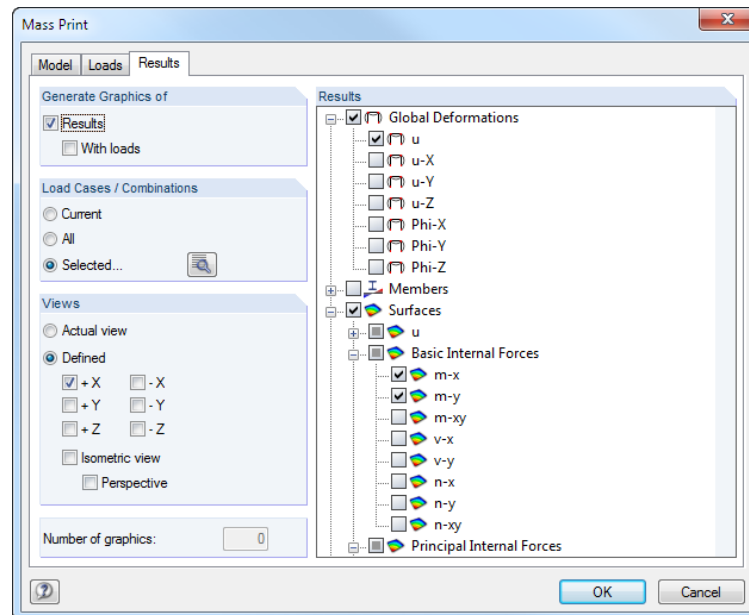 Mass Print
Model Loads Results
Generate Graphics of
Results
With loads
Load Cases / Combinations
Current
All
Selected...
Views
Actual view
Defined
+ X - X
+ Y - Y
+ Z - Z
Isometric view
Perspective
Number of graphics: 0
Results
Global Deformations
u
u-X
u-Y
u-Z
Phi-X
Phi-Y
Phi-Z
Members
Surfaces
u
Basic Internal Forces
m-x
m-y
m-xy
v-x
v-y
n-x
n-y
n-xy
Principal Internal Forces
OK Cancel